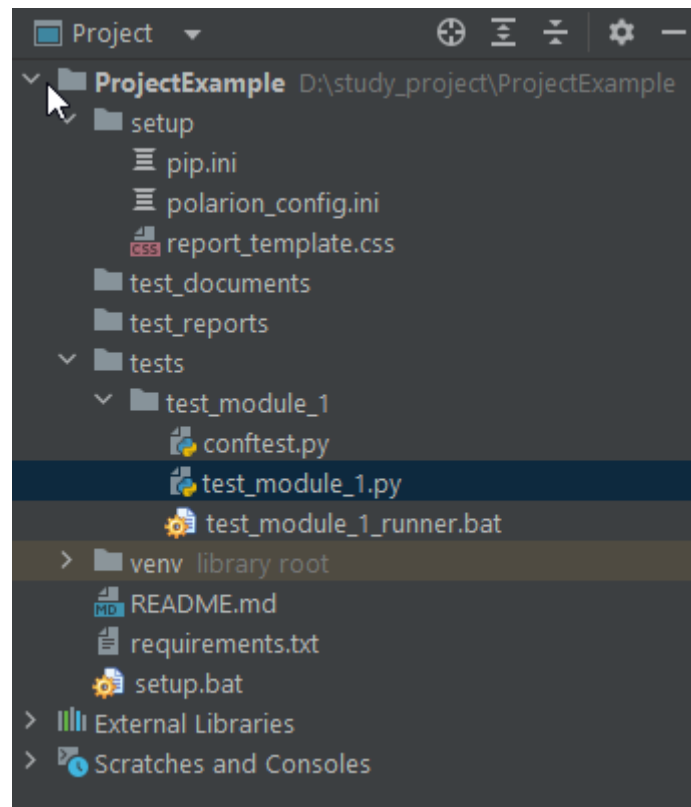 Project
ProjectExample D:\study_project\ProjectExample
setup
pip.ini
polarion_config.ini
CSS report_template.css
test_documents
test_reports
tests
test_module_1
conftest.py
test_module_1.py
test_module_1_runner.bat
venv library root
MD README.md
requirements.txt
setup.bat
External Libraries
Scratches and Consoles